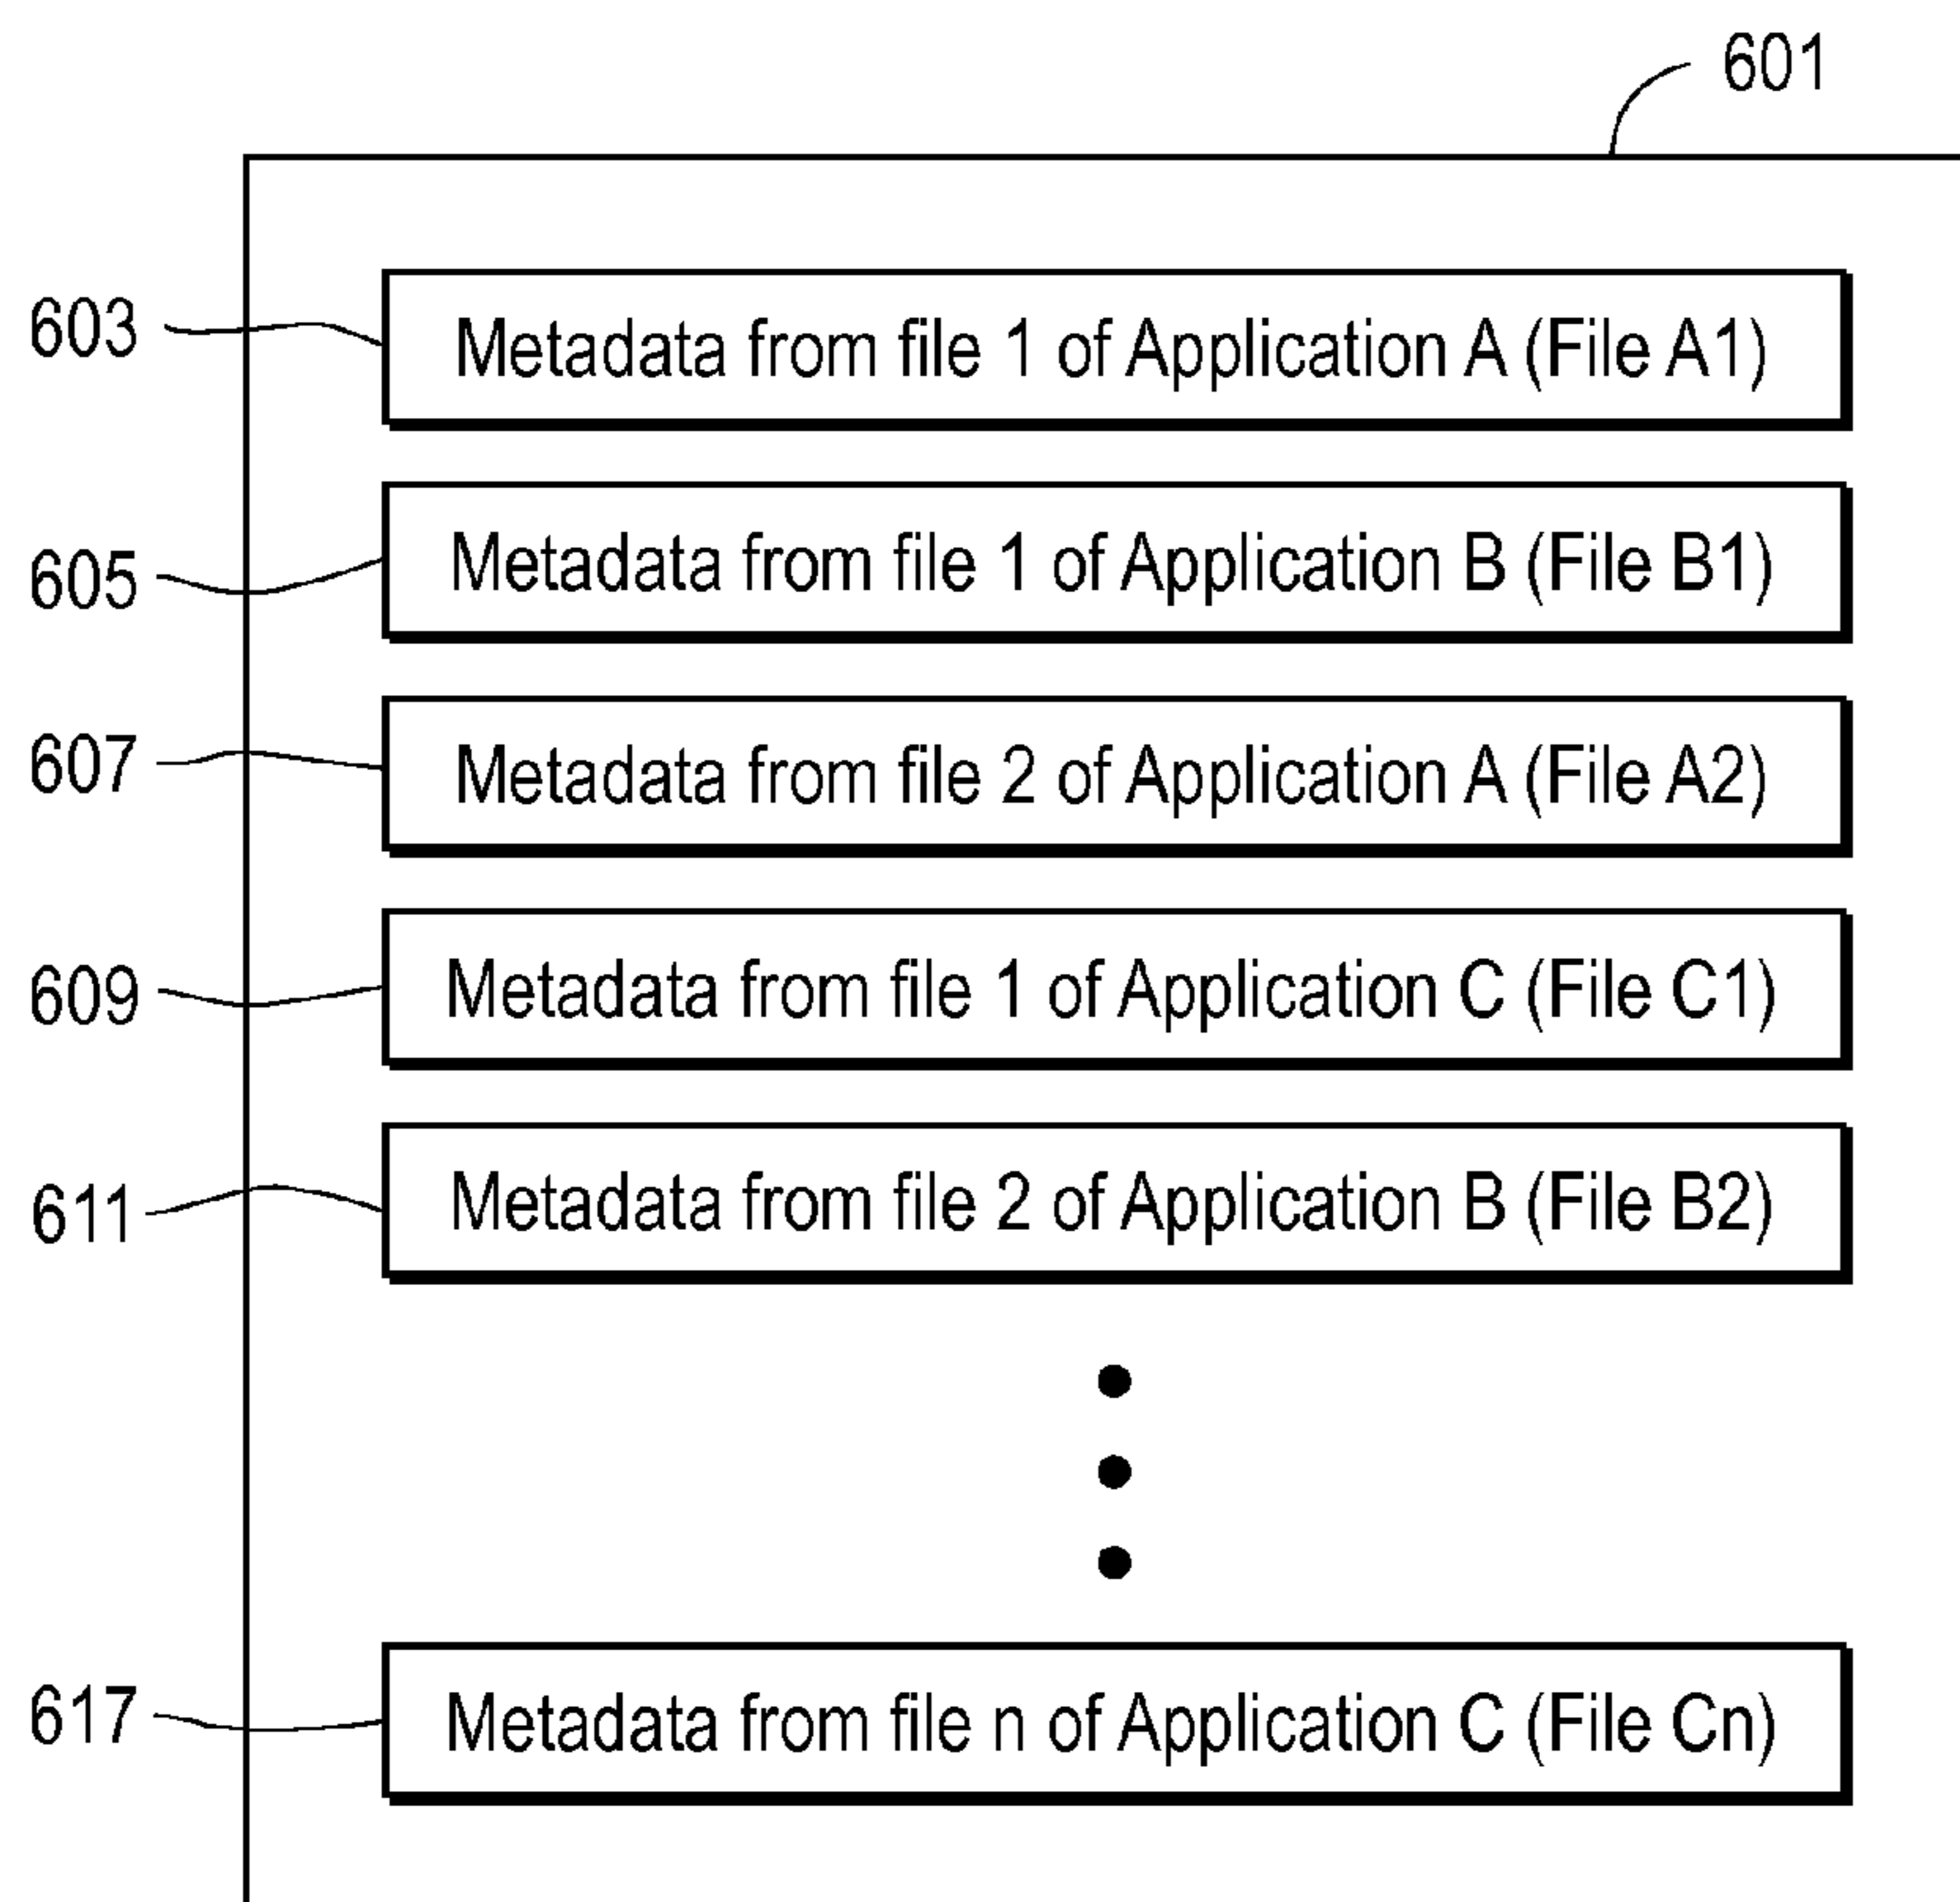 601
603 Metadata from file 1 of Application A (File A1)
605 Metadata from file 1 of Application B (File B1)
607 Metadata from file 2 of Application A (File A2)
609 Metadata from file 1 of Application C (File C1)
611 Metadata from file 2 of Application B (File B2)
617 Metadata from file n of Application C (File Cn)